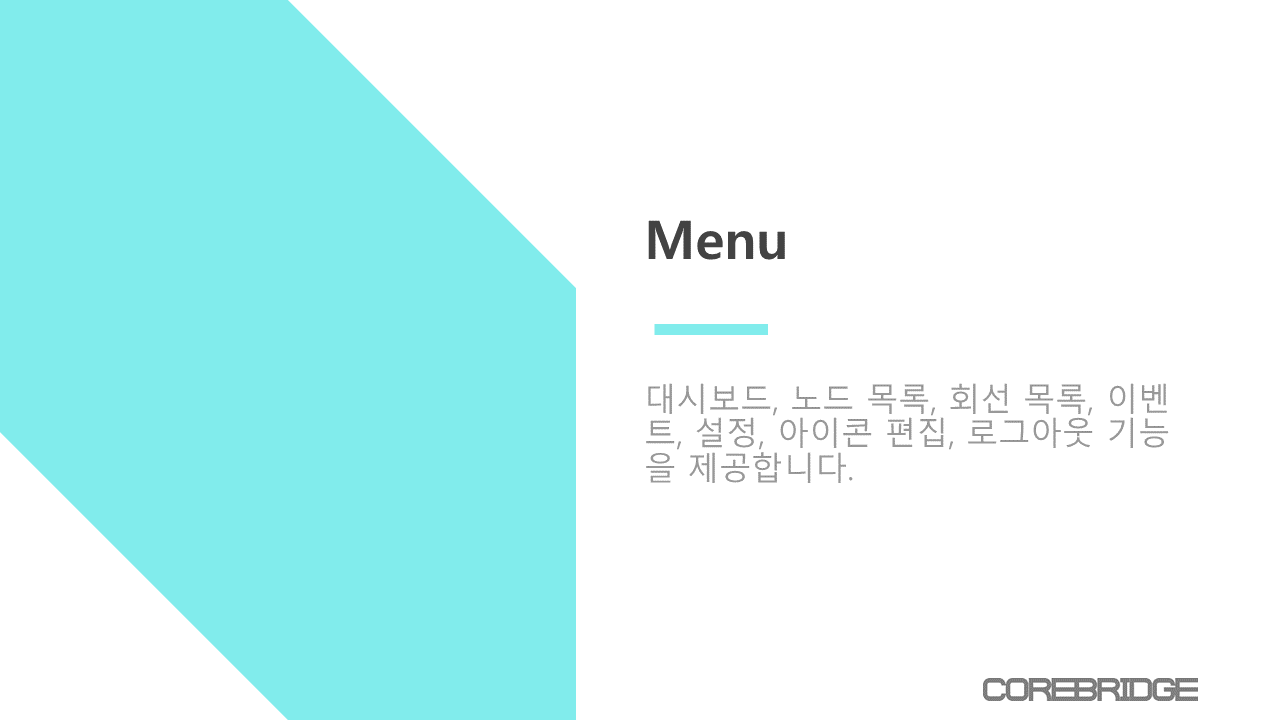 Menu
대시보드, 노드 목록, 회선 목록, 이벤
트, 설정, 아이콘 편집, 로그아웃 기능
을 제공합니다.
COREBRIDGE